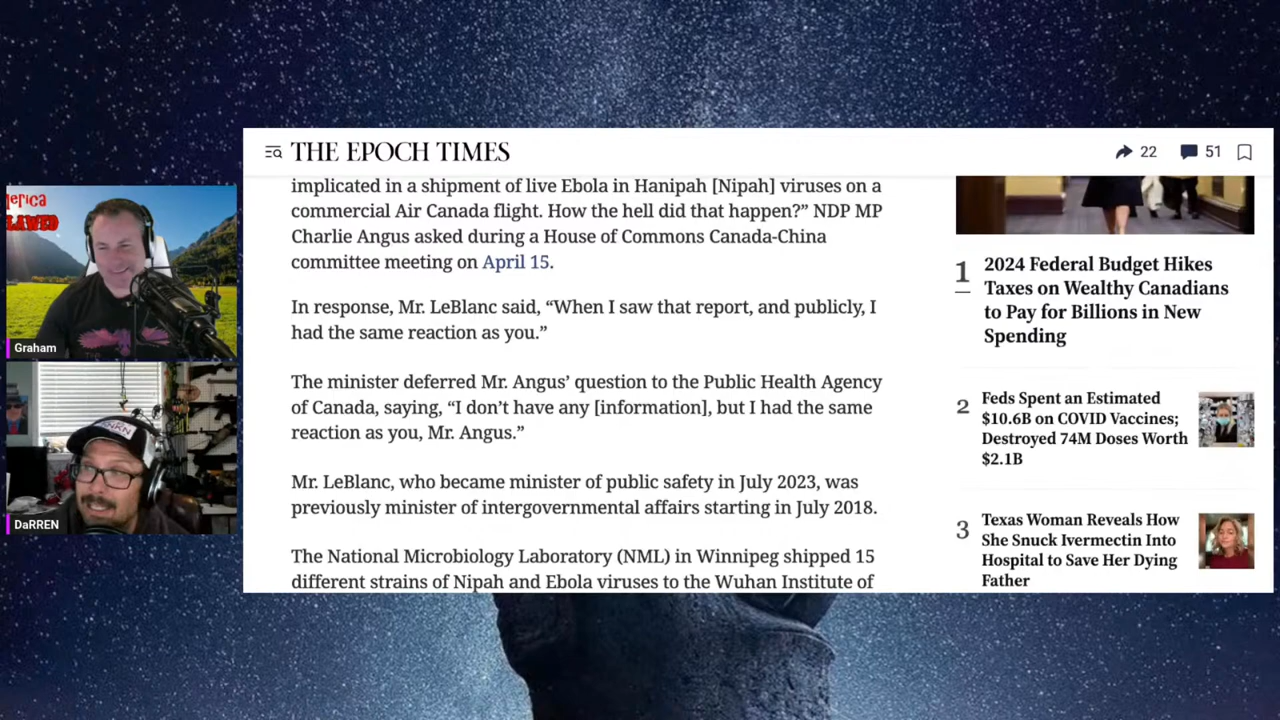 THE EPOCH TIMES
22
51
implicated in a shipment of live Ebola in Hanipah [Nipah] viruses on a
commercial Air Canada flight. How the hell did that happen?” NDP MP
Charlie Angus asked during a House of Commons Canada-China
committee meeting on April 15.
In response, Mr. LeBlanc said, “When I saw that report, and publicly, I
had the same reaction as you.”
The minister deferred Mr. Angus’ question to the Public Health Agency
of Canada, saying, “I don’t have any [information], but I had the same
reaction as you, Mr. Angus.”
Mr. LeBlanc, who became minister of public safety in July 2023, was
previously minister of intergovernmental affairs starting in July 2018.
The National Microbiology Laboratory (NML) in Winnipeg shipped 15
different strains of Nipah and Ebola viruses to the Wuhan Institute of
1
2024 Federal Budget Hikes
Taxes on Wealthy Canadians
to Pay for Billions in New
Spending
2
Feds Spent an Estimated
$10.6B on COVID Vaccines;
Destroyed 74M Doses Worth
$2.1B
3
Texas Woman Reveals How
She Snuck Ivermectin Into
Hospital to Save Her Dying
Father
Graham
DaRREN